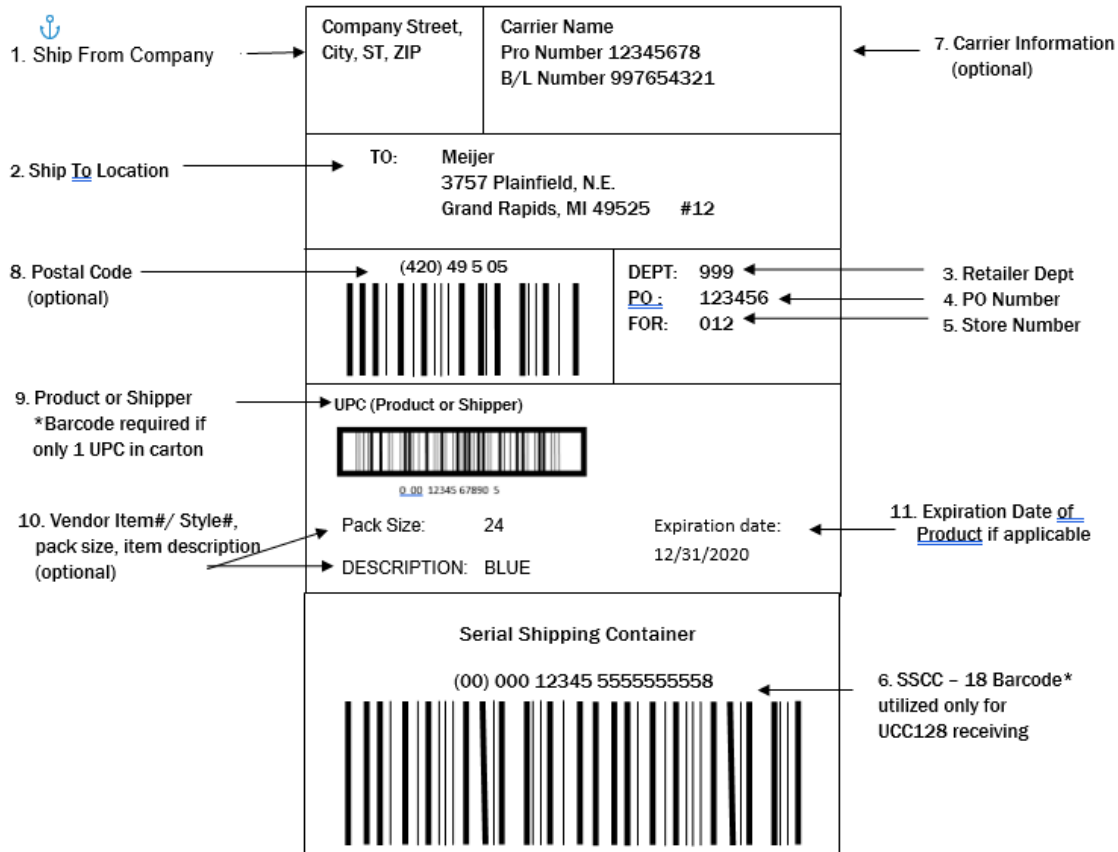 1. Ship From Company
Company Street,
City, ST, ZIP
Carrier Name
Pro Number 12345678
B/L Number 997654321
7. Carrier Information
(optional)
2. Ship To Location
TO: Meijer
3757 Plainfield, N.E.
Grand Rapids, MI 49525 #12
8. Postal Code
(optional)
(420) 49 5 05
DEPT: 999
PO : 123456
FOR: 012
3. Retailer Dept
4. PO Number
5. Store Number
9. Product or Shipper
*Barcode required if
only 1 UPC in carton
UPC (Product or Shipper)
0 00 12345 67890 5
10. Vendor Item#/ Style#,
pack size, item description
(optional)
Pack Size: 24
DESCRIPTION: BLUE
Expiration date:
12/31/2020
11. Expiration Date of
Product if applicable
Serial Shipping Container
(00) 000 12345 5555555558
6. SSCC – 18 Barcode*
utilized only for
UCC128 receiving